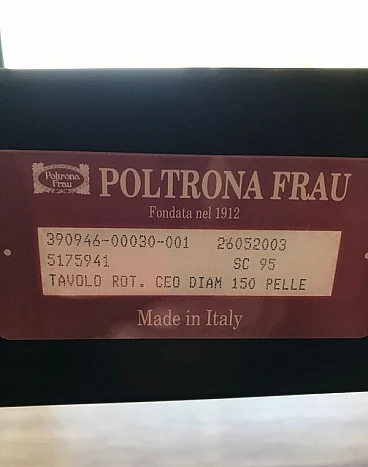 Poltrona
Frau
POLTRONA FRAU
Fondata nel 1912
390946-00030-001 26052003
5175941 SC 95
TAVOLO ROT. CEO DIAM 150 PELLE
Made in Italy